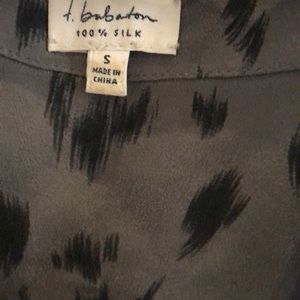 f. babaton
100% SILK
S
MADE IN
CHINA